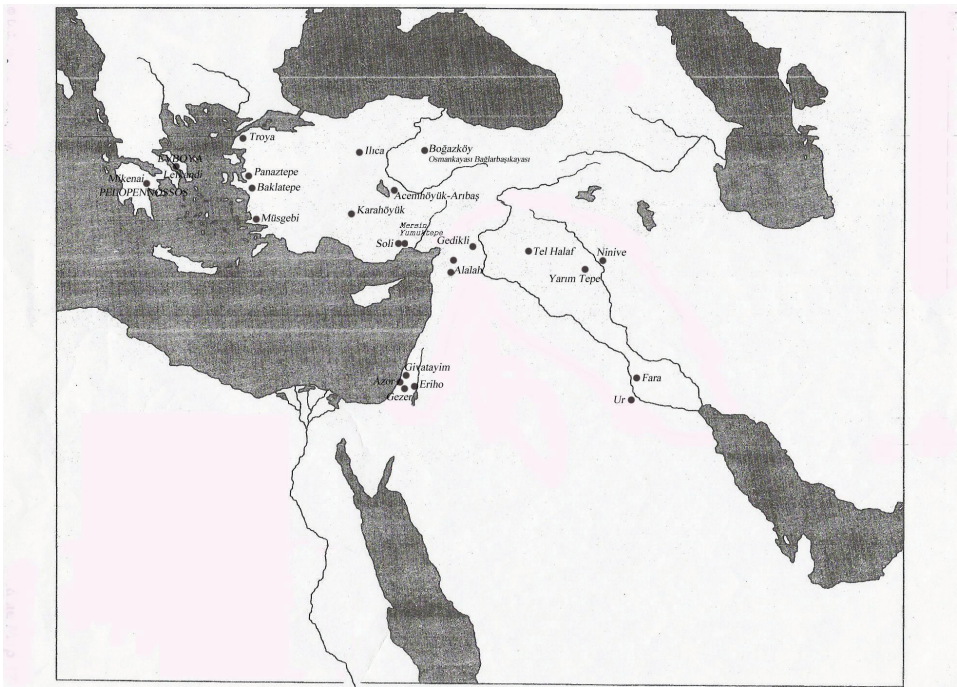 Troya
Ilıca
Boğazköy
Osmankayası Bağlarbaşıkayası
EYBOYA
Lefkandi
Mikenai
PELOPENNOSSOS
Panaztepe
Baklatepe
Acemhöyük-Arıbaş
Karahöyük
Müsgebi
Mersin
Yumuktepe
Soli
Gedikli
Alalah
Tel Halaf
Ninive
Yarım Tepe
Givatayim
Azor
Eriho
Gezer
Fara
Ur